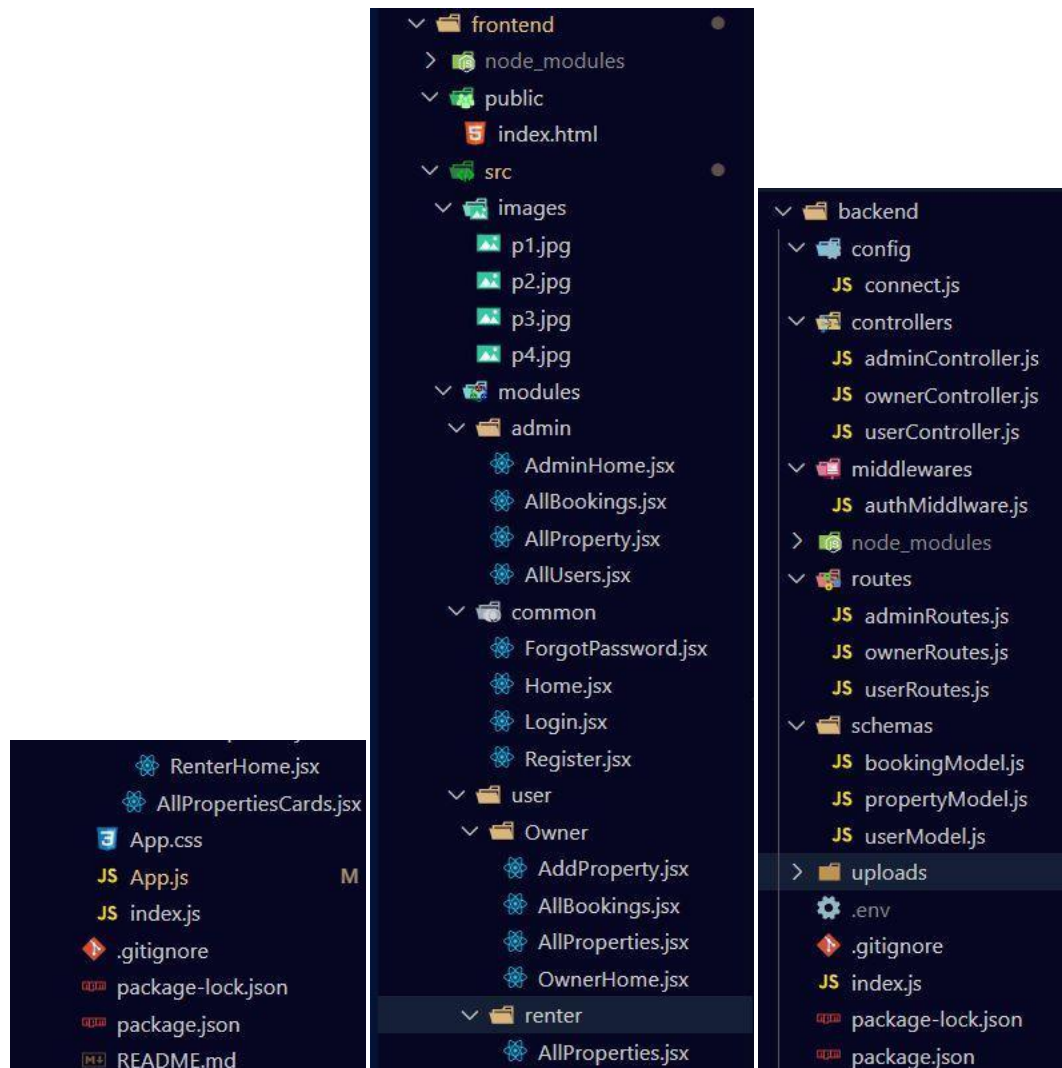 RenterHome.jsx
AllPropertiesCards.jsx
App.css
JS App.js M
JS index.js
.gitignore
package-lock.json
package.json
README.md
frontend
node_modules
public
index.html
src
images
p1.jpg
p2.jpg
p3.jpg
p4.jpg
modules
admin
AdminHome.jsx
AllBookings.jsx
AllProperty.jsx
AllUsers.jsx
common
ForgotPassword.jsx
Home.jsx
Login.jsx
Register.jsx
user
Owner
AddProperty.jsx
AllBookings.jsx
AllProperties.jsx
OwnerHome.jsx
renter
AllProperties.jsx
backend
config
JS connect.js
controllers
JS adminController.js
JS ownerController.js
JS userController.js
middlewares
JS authMiddlware.js
node_modules
routes
JS adminRoutes.js
JS ownerRoutes.js
JS userRoutes.js
schemas
JS bookingModel.js
JS propertyModel.js
JS userModel.js
uploads
.env
.gitignore
JS index.js
package-lock.json
package.json